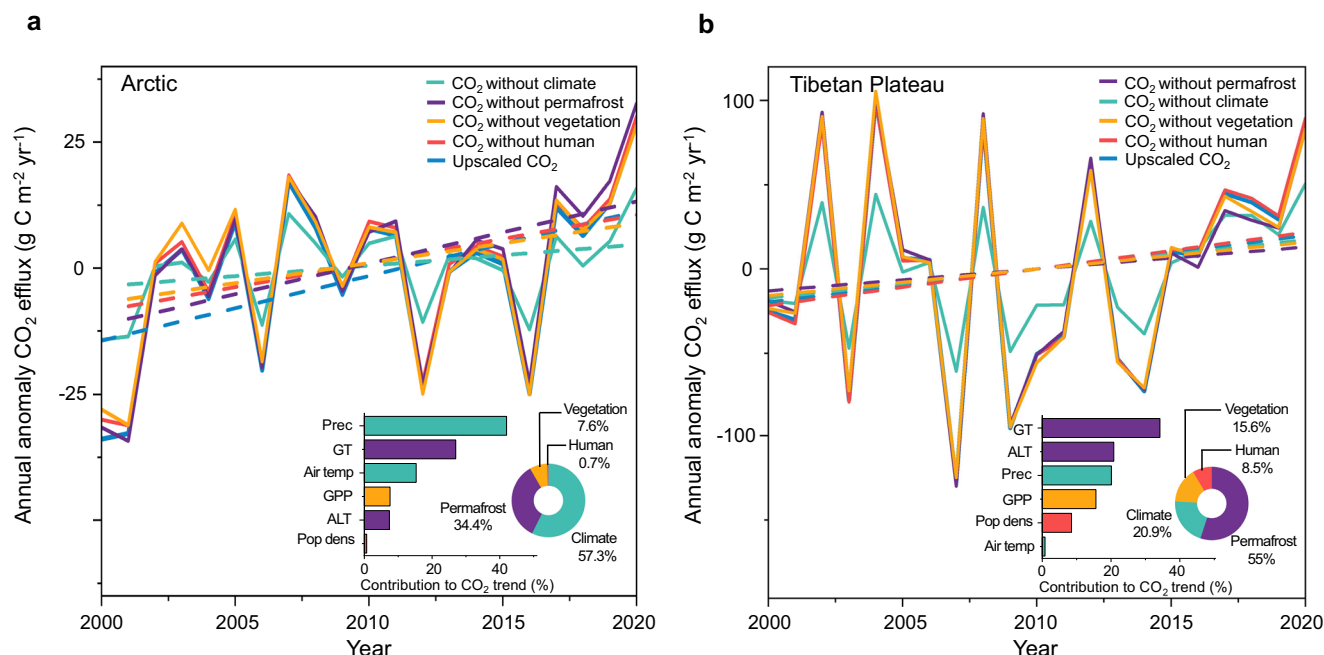 a
Arctic
CO2 without climate
CO2 without permafrost
CO2 without vegetation
CO2 without human
Upscaled CO2
Annual anomaly CO2 efflux (g C m-2 yr-1)
25
0
-25
Prec
GT
Air temp
GPP
ALT
Pop dens
0
20
40
Contribution to CO2 trend (%)
Vegetation
7.6%
Human
0.7%
Permafrost
34.4%
Climate
57.3%
2000
2005
2010
2015
2020
Year
b
Tibetan Plateau
CO2 without permafrost
CO2 without climate
CO2 without vegetation
CO2 without human
Upscaled CO2
Annual anomaly CO2 efflux (g C m-2 yr-1)
100
0
-100
GT
ALT
Prec
GPP
Pop dens
Air temp
0
20
40
Contribution to CO2 trend (%)
Vegetation
15.6%
Human
8.5%
Climate
20.9%
Permafrost
55%
2000
2005
2010
2015
2020
Year